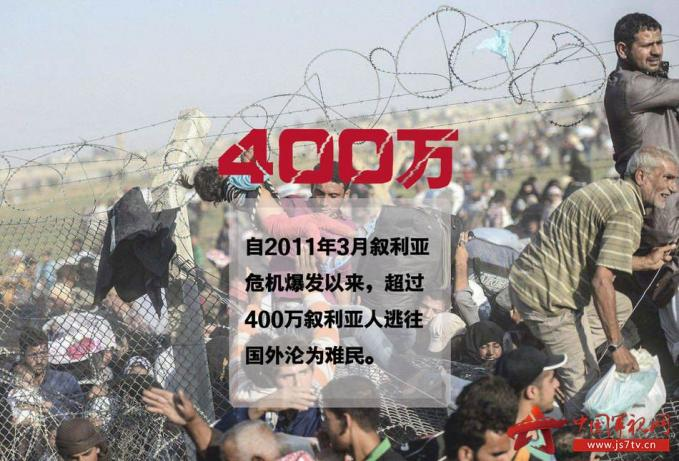 400万
自2011年3月叙利亚
危机爆发以来，超过
400万叙利亚人逃往
国外沦为难民。
中国军视网
www.js7tv.cn